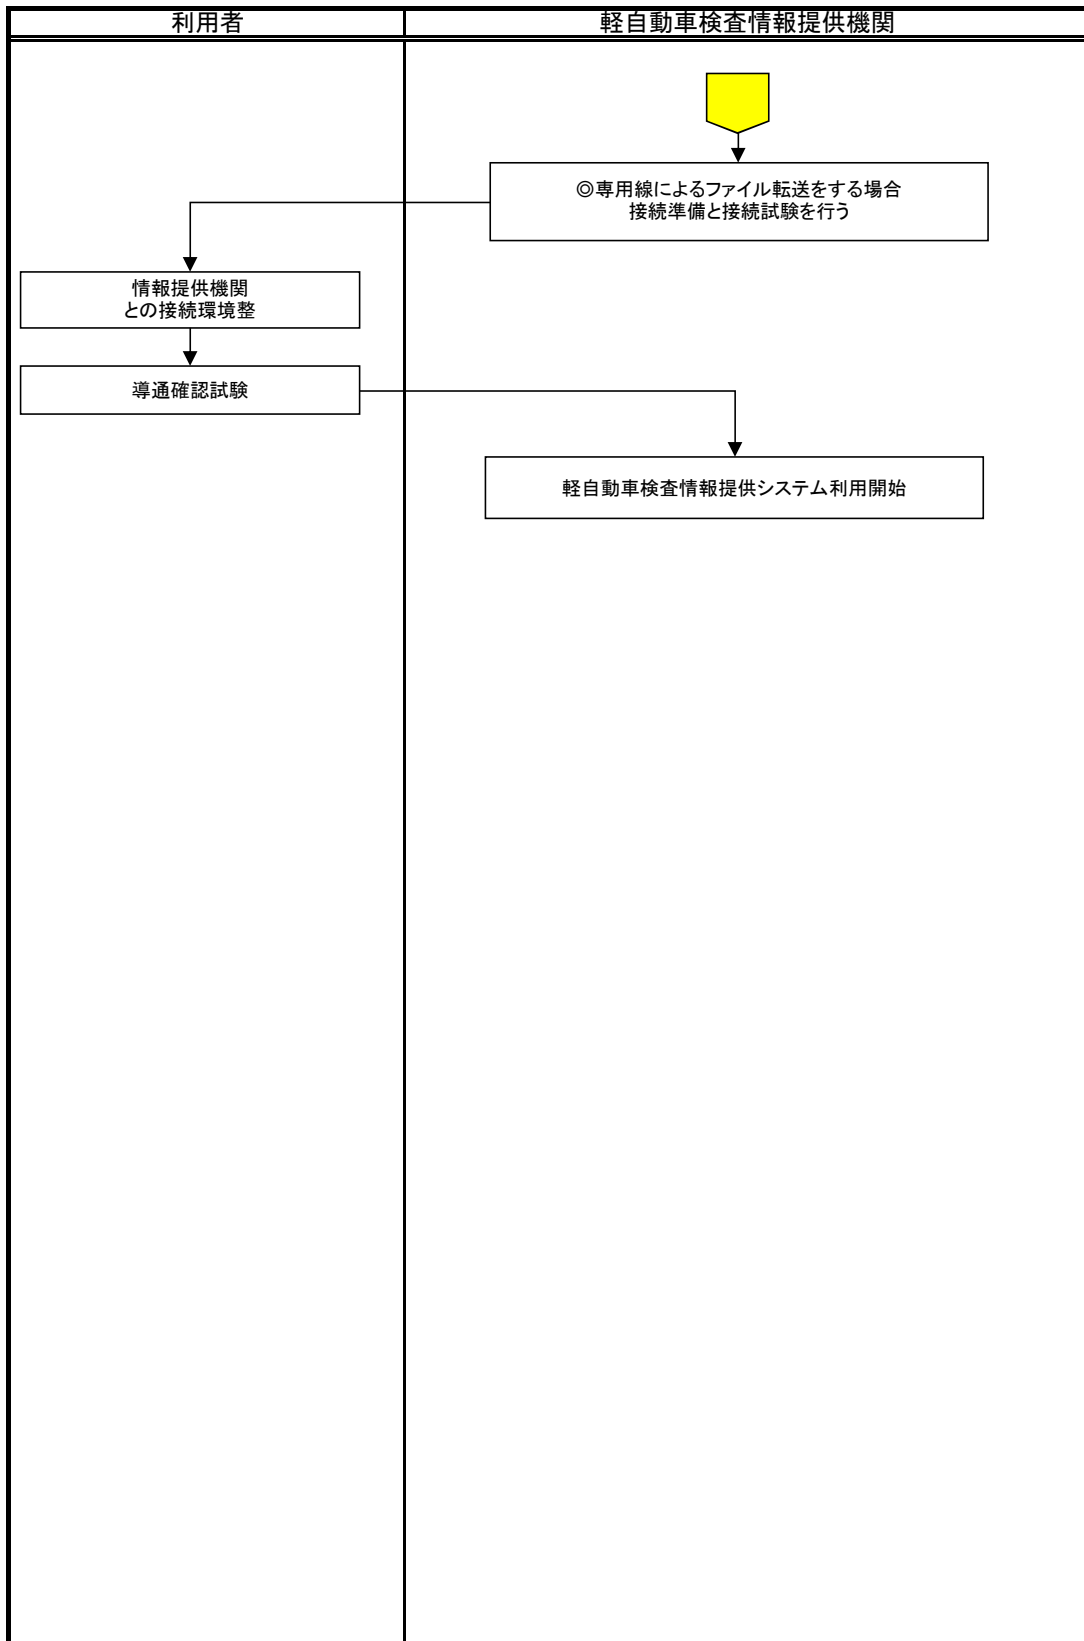 利用者
軽自動車検査情報提供機関
◎専用線によるファイル転送をする場合
接続準備と接続試験を行う
情報提供機関
との接続環境整
導通確認試験
軽自動車検査情報提供システム利用開始